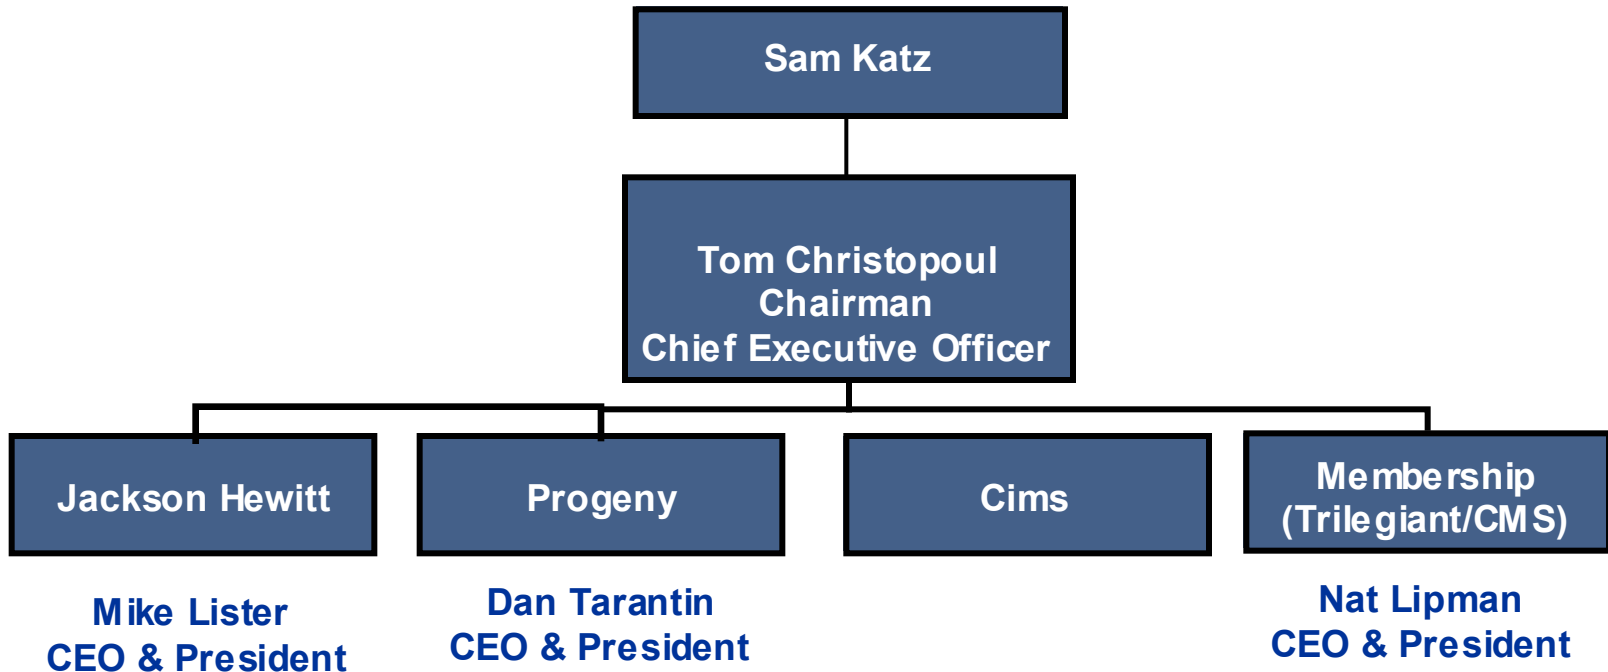 Sam Katz
Tom Christopoul
Chairman
Chief Executive Officer
Jackson Hewitt
Progeny
Cims
Membership
(Trilegiant/CMS)
Mike Lister
CEO & President
Dan Tarantin
CEO & President
Nat Lipman
CEO & President